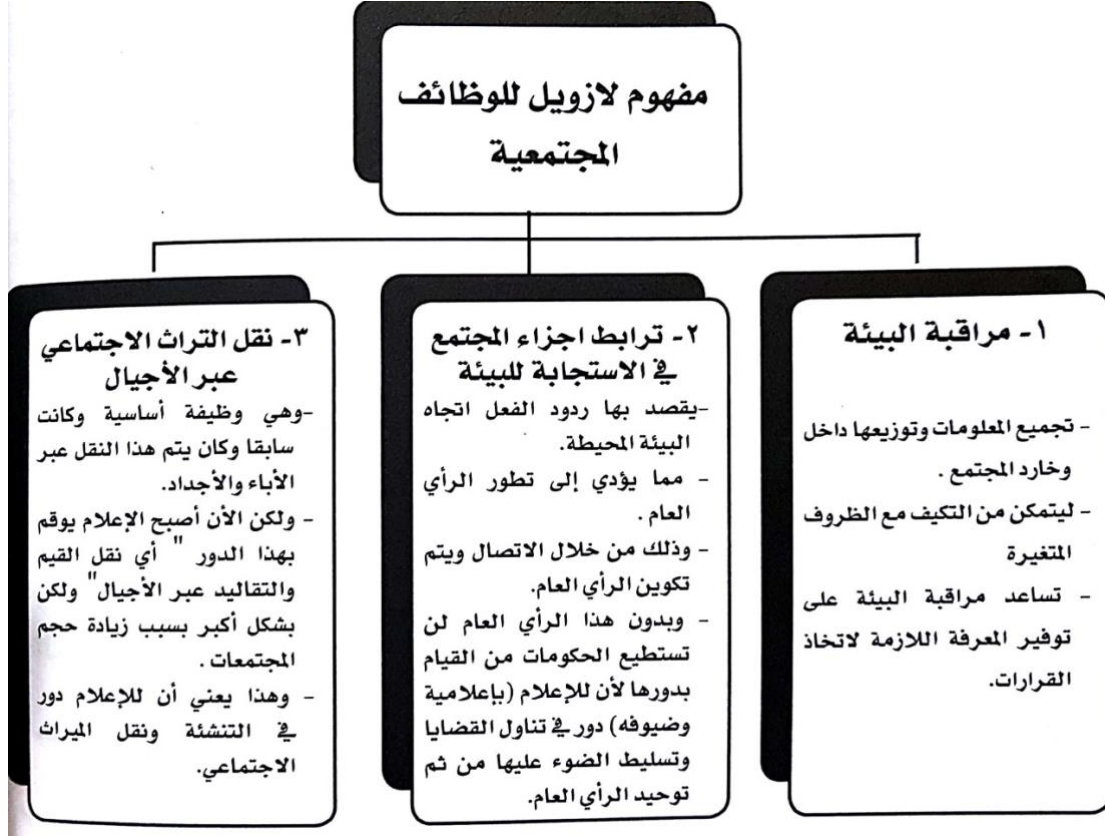 مفهوم لازويل للوظائف
المجتمعية
١- مراقبة البيئة
- تجميع المعلومات وتوزيعها داخل
وخارد المجتمع .
- ليتمكن من التكيف مع الظروف
المتغيرة
- تساعد مراقبة البيئة على
توفير المعرفة اللازمة لاتخاذ
القرارات.
٢- ترابط اجزاء المجتمع
في الاستجابة للبيئة
-يقصد بها ردود الفعل اتجاه
البيئة المحيطة.
- مما يؤدي إلى تطور الرأي
العام .
- وذلك من خلال الاتصال ويتم
تكوين الرأي العام.
- وبدون هذا الرأي العام لن
تستطيع الحكومات من القيام
بدورها لأن للإعلام (بإعلامية
وضيوفه) دور في تناول القضايا
وتسليط الضوء عليها من ثم
توحيد الرأي العام.
٣- نقل التراث الاجتماعي
عبر الأجيال
-وهي وظيفة أساسية وكانت
سابقا وكان يتم هذا النقل عبر
الأباء والأجداد.
- ولكن الأن أصبح الإعلام يوقم
بهذا الدور " أي نقل القيم
والتقاليد عبر الأجيال" ولكن
بشكل أكبر بسبب زيادة حجم
المجتمعات .
- وهذا يعني أن للإعلام دور
في التنشئة ونقل الميراث
الاجتماعي.